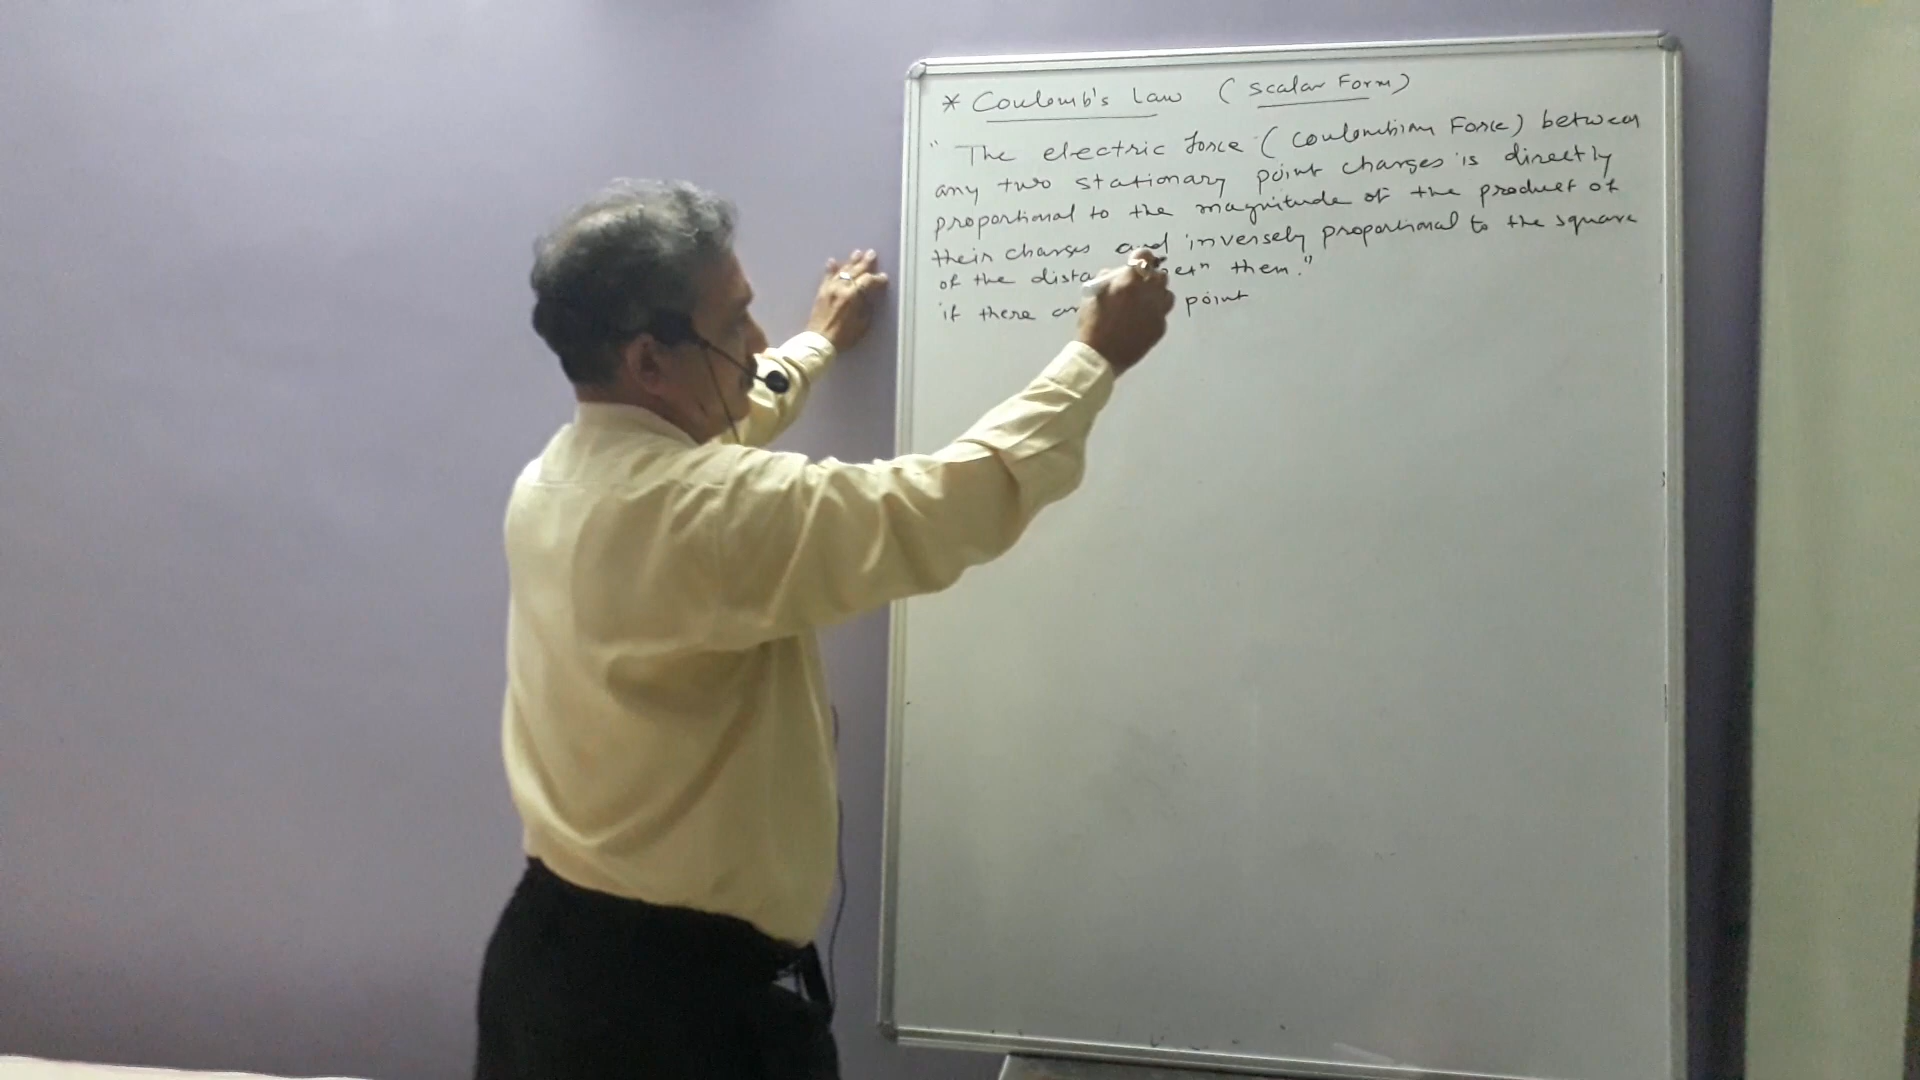 * Coulomb's Law (Scalar Form)
"The electric force (Coulombian Force) between
any two stationary point charges is directly
proportional to the magnitude of the product of
their charges and inversely proportional to the square
of the betn them."
if there point